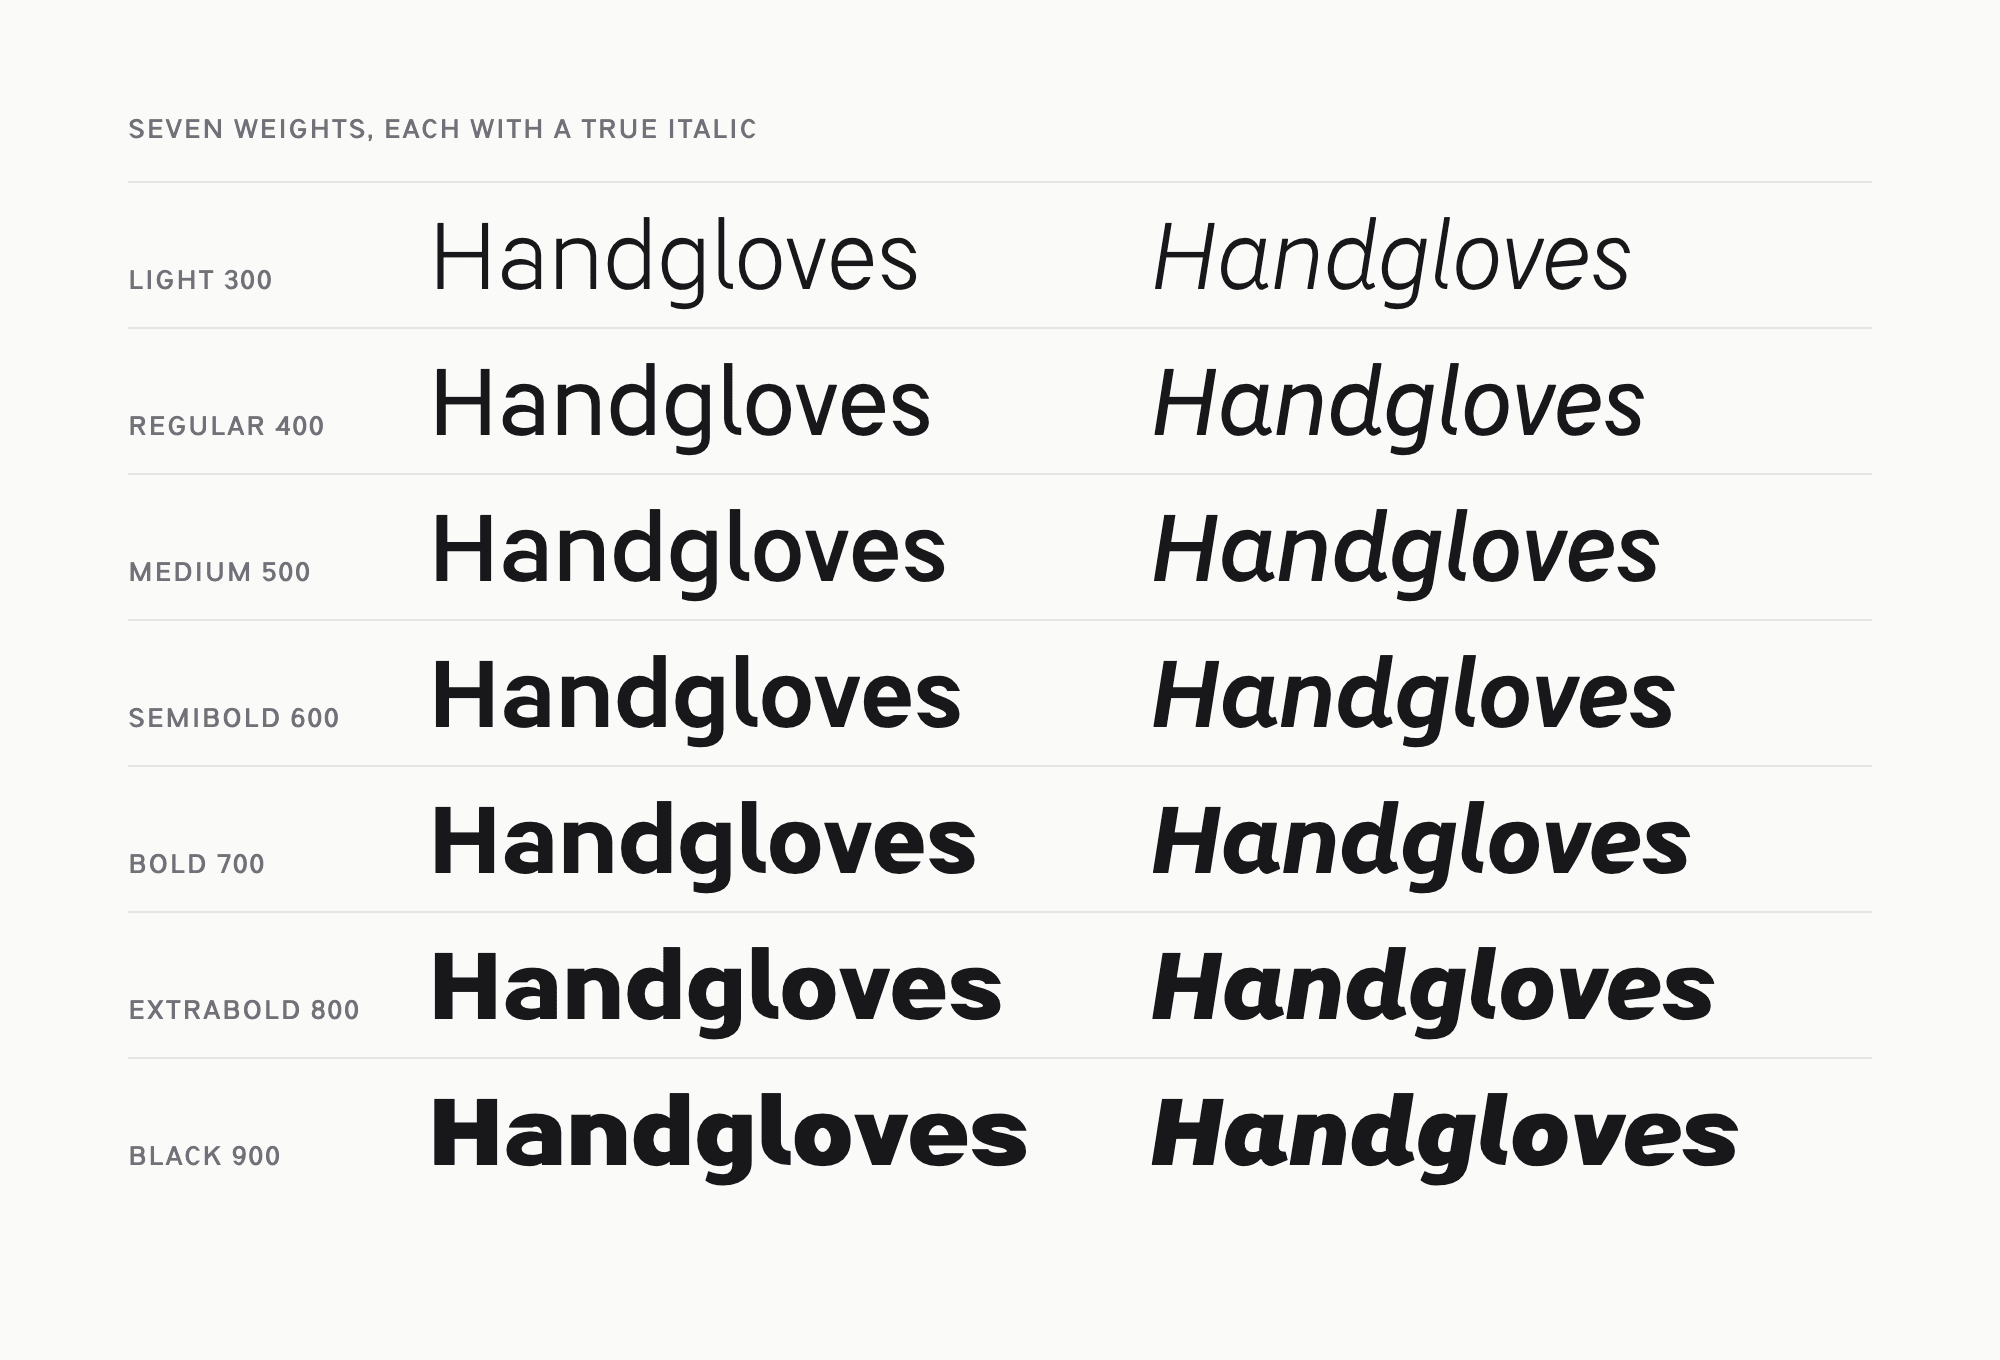 SEVEN WEIGHTS, EACH WITH A TRUE ITALIC
LIGHT 300 Handgloves Handgloves
REGULAR 400 Handgloves Handgloves
MEDIUM 500 Handgloves Handgloves
SEMIBOLD 600 Handgloves Handgloves
BOLD 700 Handgloves Handgloves
EXTRABOLD 800 Handgloves Handgloves
BLACK 900 Handgloves Handgloves